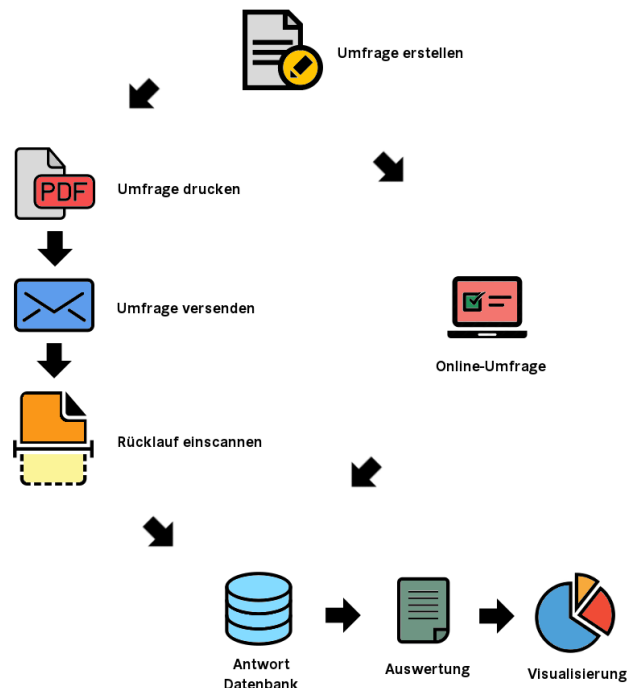 Umfrage erstellen
PDF
Umfrage drucken
Umfrage versenden
Online-Umfrage
Rücklauf einscannen
Antwort
Datenbank
Auswertung
Visualisierung